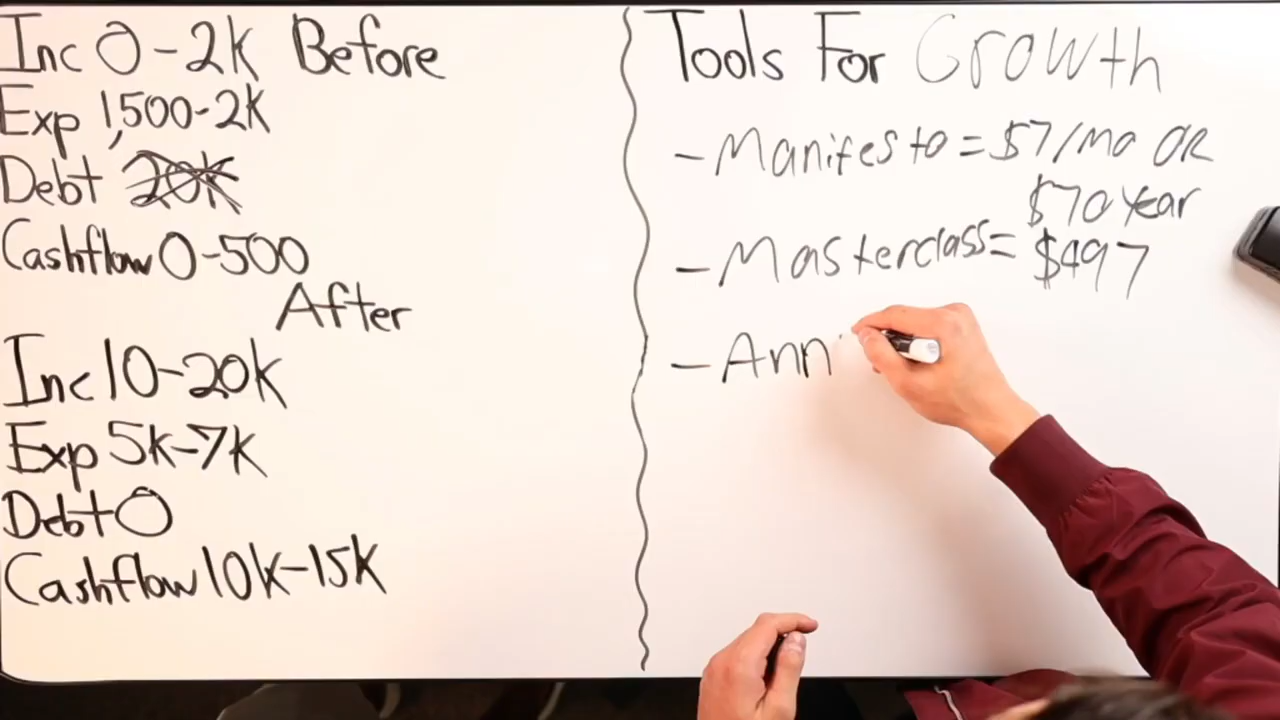 Inc 0-2k Before
Exp 1,500-2k
Debt 20k
Cashflow 0-500
After
Inc 10-20k
Exp 5k-7k
Debt 0
Cashflow 10k-15k
Tools For Growth
- Manifesto = $7/mo OR
$70 Year
- Masterclass = $497
- Ann